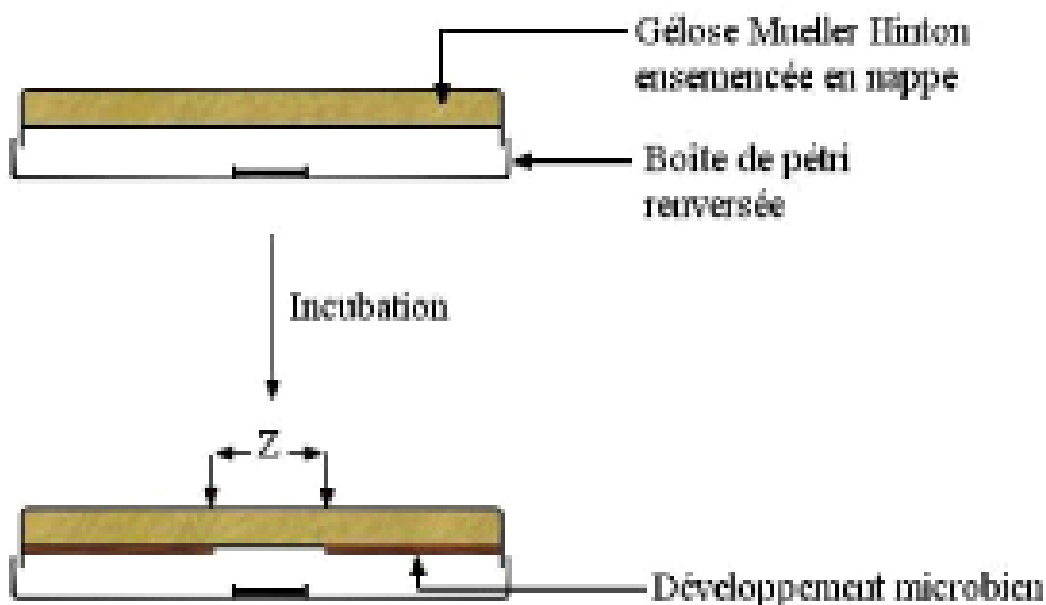 Gélose Mueller Hinton
ensemencée en nappe
Boîte de pétri
renversée
Incubation
Z
Développement microbien